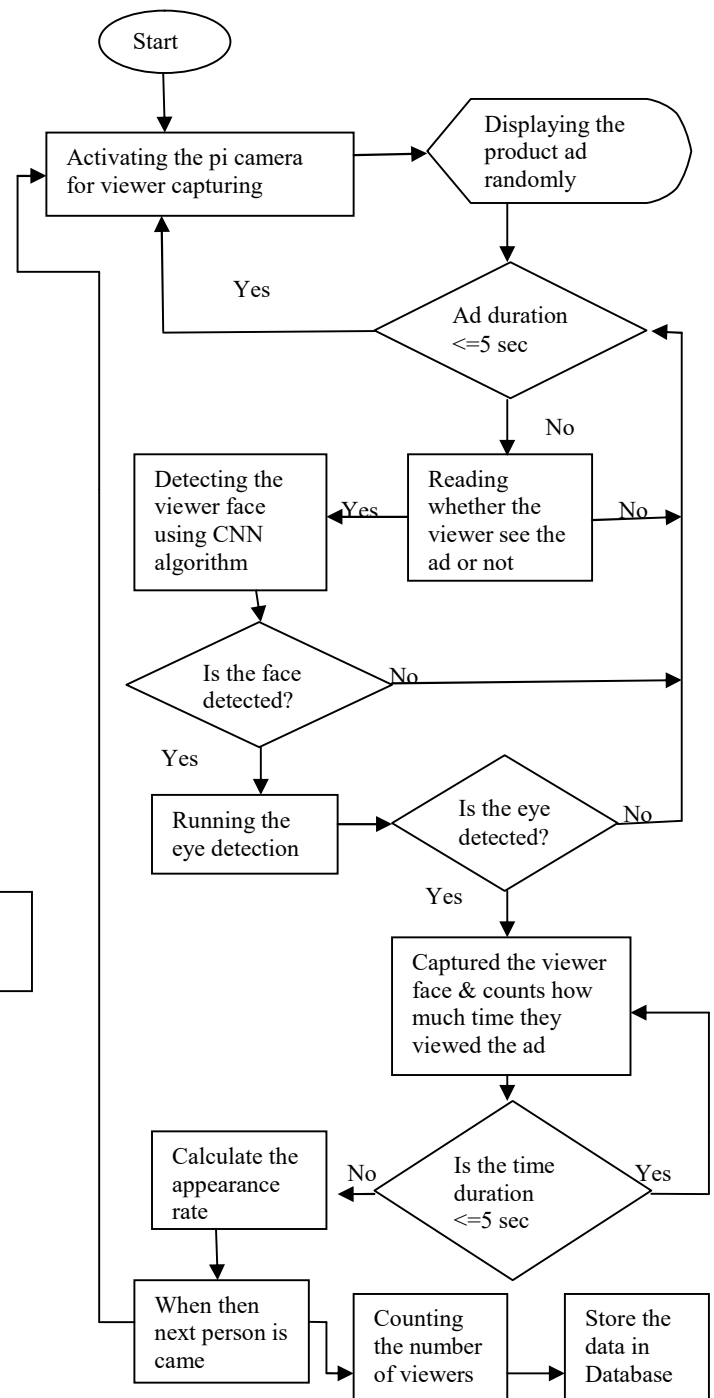 Start
Activating the pi camera
for viewer capturing
Displaying the
product ad
randomly
Yes
Ad duration
<=5 sec
No
Detecting the
viewer face
using CNN
algorithm
Yes
Reading
whether the
viewer see the
ad or not
No
Is the face
detected?
No
Yes
Running the
eye detection
Is the eye
detected?
No
Yes
Captured the viewer
face & counts how
much time they
viewed the ad
Calculate the
appearance
rate
No
Is the time
duration
<=5 sec
Yes
When then
next person is
came
Counting
the number
of viewers
Store the
data in
Database